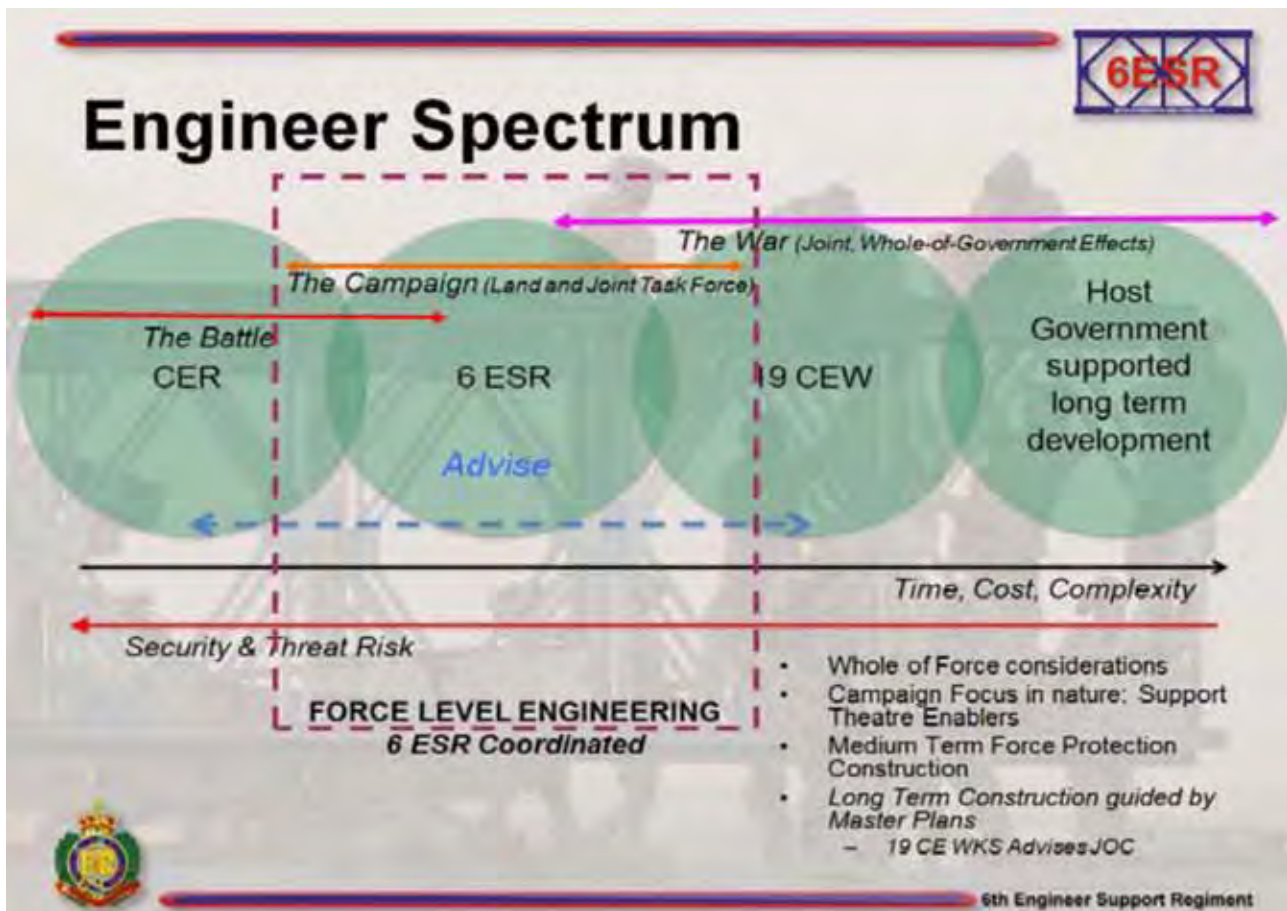 6ESR
Engineer Spectrum
The War (Joint, Whole-of-Government Effects)
The Campaign (Land and Joint Task Force)
The Battle
CER
6 ESR
19 CEW
Host
Government
supported
long term
development
Advise
Time, Cost, Complexity
Security & Threat Risk
FORCE LEVEL ENGINEERING
6 ESR Coordinated
• Whole of Force considerations
• Campaign Focus in nature: Support
Theatre Enablers
• Medium Term Force Protection
Construction
• Long Term Construction guided by
Master Plans
– 19 CE WKS Advises JOC
6th Engineer Support Regiment